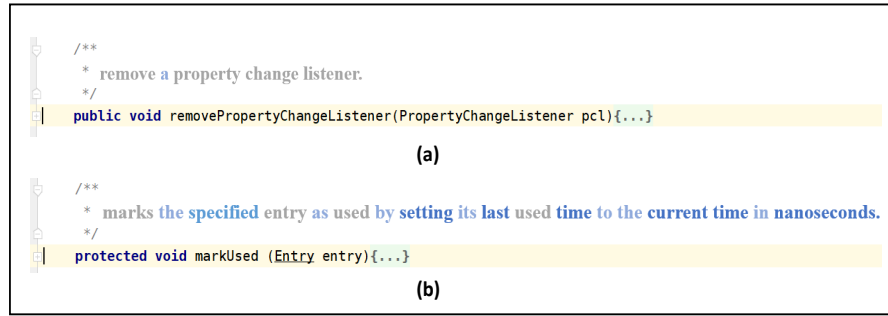 /**
* remove a property change listener.
*/
public void removePropertyChangeListener(PropertyChangeListener pcl){...}
(a)
/**
* marks the specified entry as used by setting its last used time to the current time in nanoseconds.
*/
protected void markUsed (Entry entry){...}
(b)